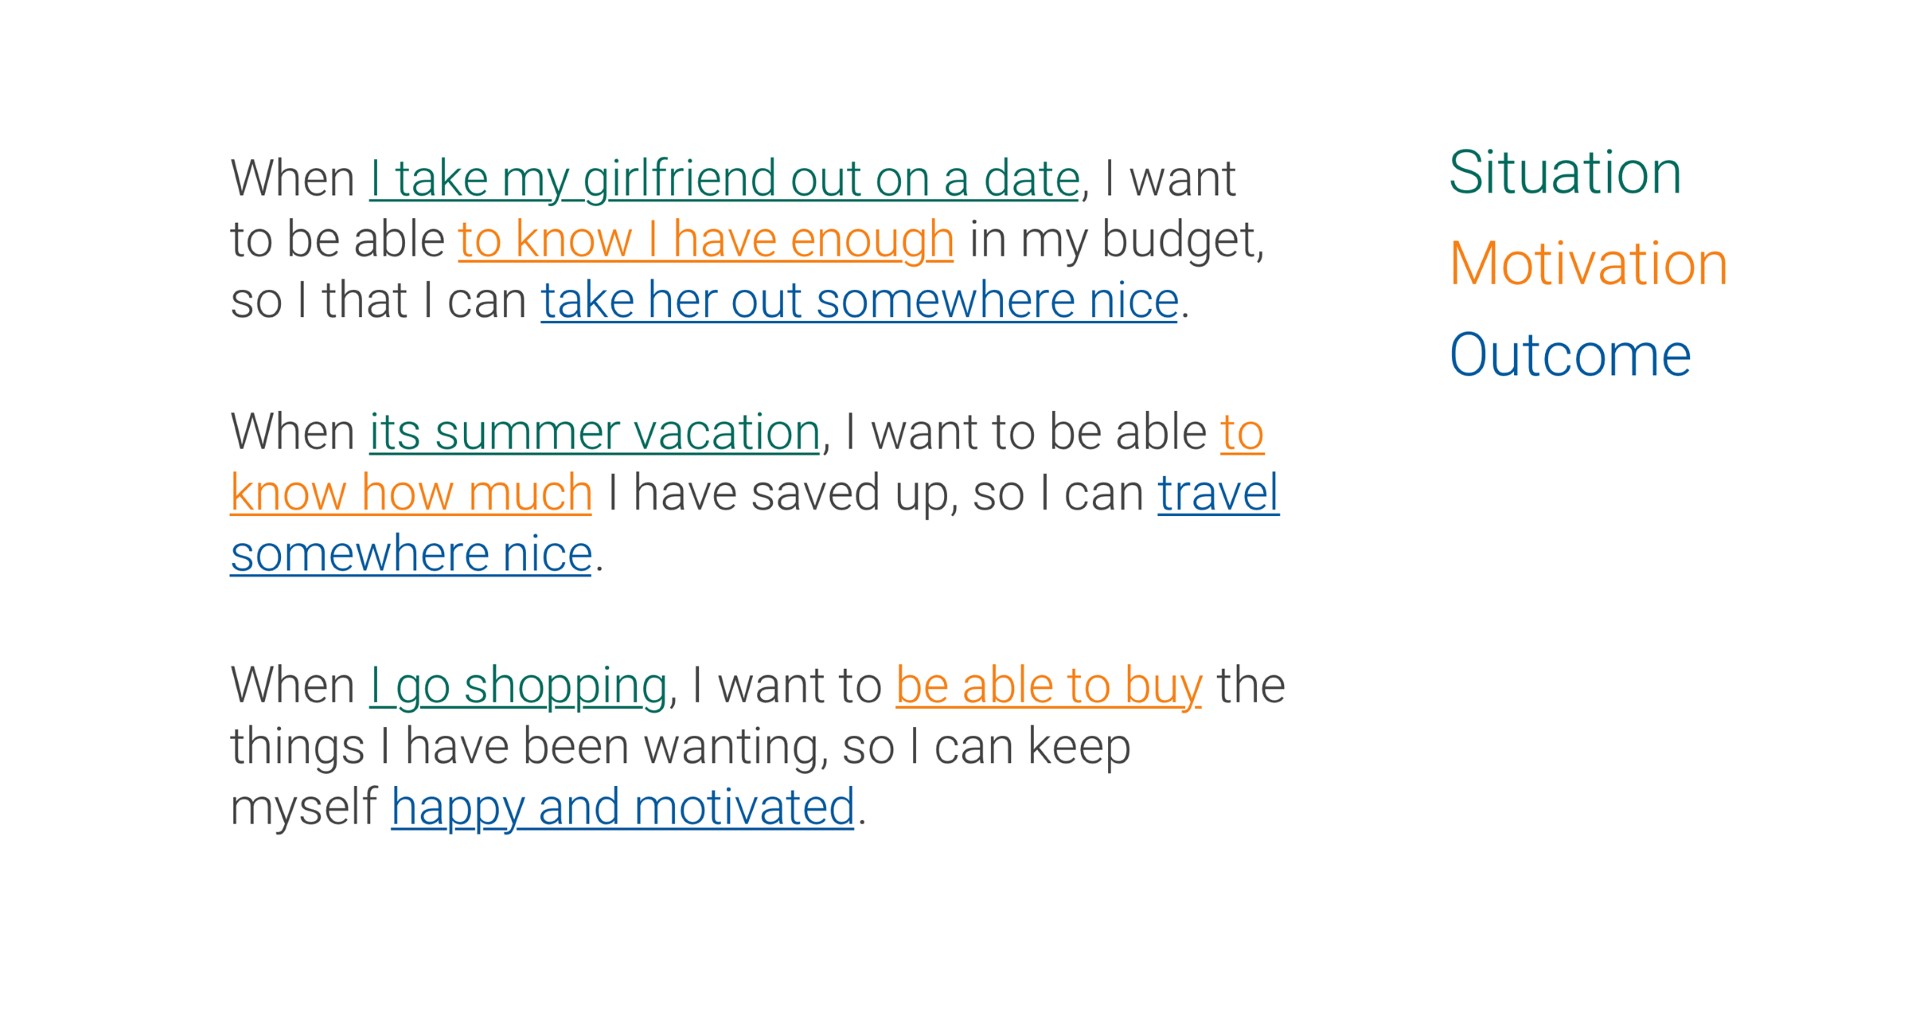 When I take my girlfriend out on a date, I want
to be able to know I have enough in my budget,
so I that I can take her out somewhere nice.
When its summer vacation, I want to be able to
know how much I have saved up, so I can travel
somewhere nice.
When I go shopping, I want to be able to buy the
things I have been wanting, so I can keep
myself happy and motivated.
Situation
Motivation
Outcome